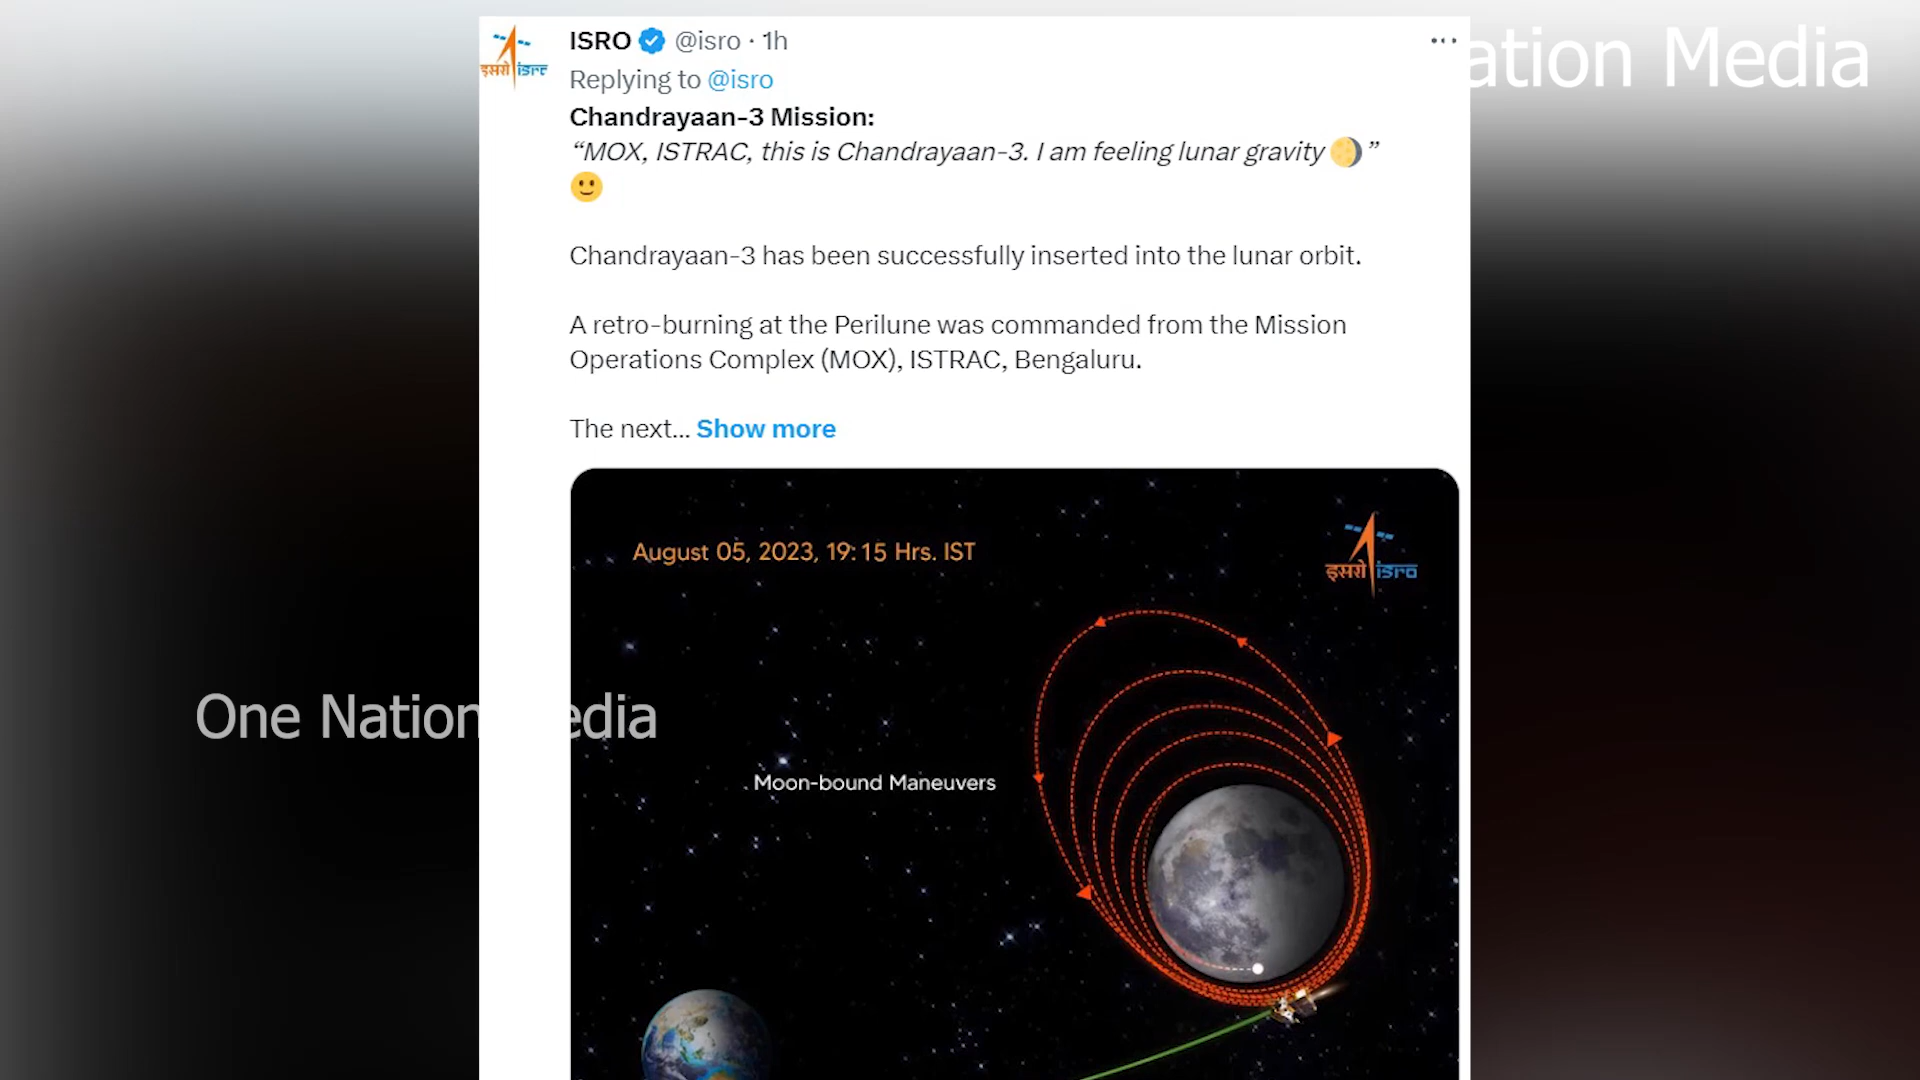 इसरो isro
ISRO @isro · 1h
ation Media
Replying to @isro
Chandrayaan-3 Mission:
“MOX, ISTRAC, this is Chandrayaan-3. I am feeling lunar gravity 🌖”
🙂
Chandrayaan-3 has been successfully inserted into the lunar orbit.
A retro-burning at the Perilune was commanded from the Mission
Operations Complex (MOX), ISTRAC, Bengaluru.
The next... Show more
August 05, 2023, 19:15 Hrs. IST
इसरो isro
One Nation edia
Moon-bound Maneuvers